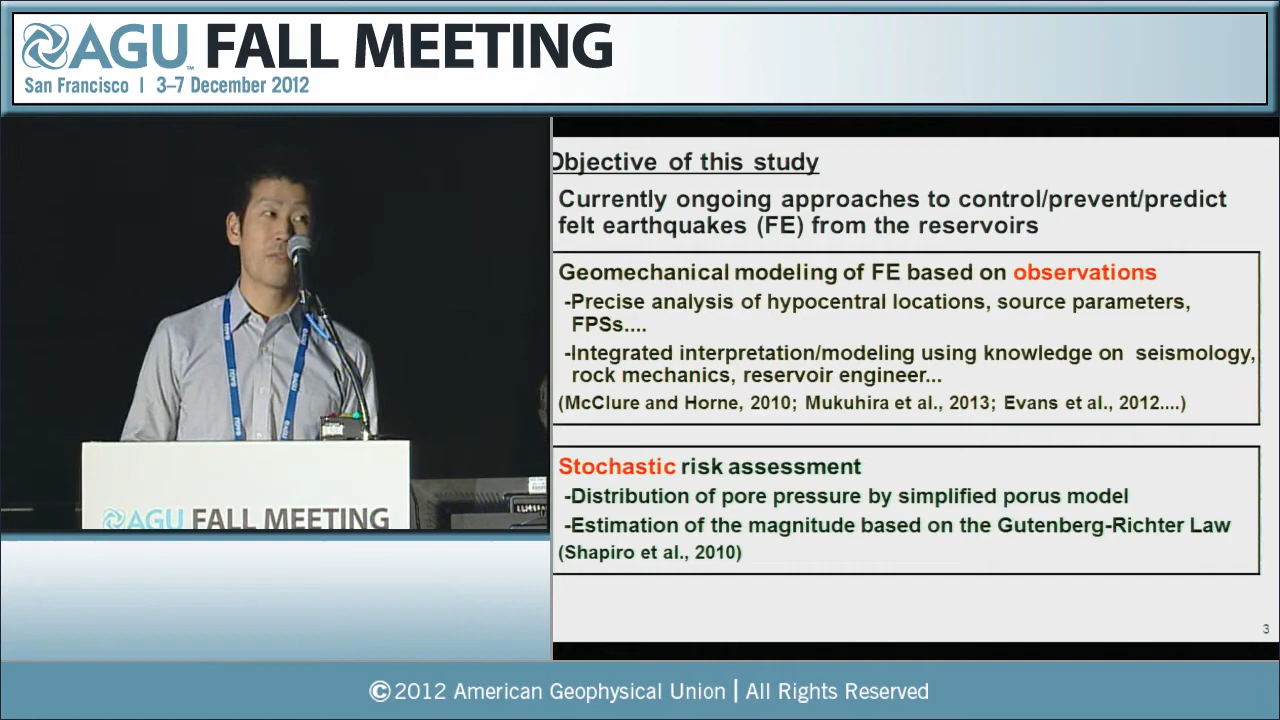 AGU™ FALL MEETING
San Francisco | 3–7 December 2012
Objective of this study
Currently ongoing approaches to control/prevent/predict
felt earthquakes (FE) from the reservoirs
Geomechanical modeling of FE based on observations
-Precise analysis of hypocentral locations, source parameters,
FPSs....
-Integrated interpretation/modeling using knowledge on seismology,
rock mechanics, reservoir engineer...
(McClure and Horne, 2010; Mukuhira et al., 2013; Evans et al., 2012....)
Stochastic risk assessment
-Distribution of pore pressure by simplified porus model
-Estimation of the magnitude based on the Gutenberg-Richter Law
(Shapiro et al., 2010)
3
AGU FALL MEETING
©2012 American Geophysical Union | All Rights Reserved